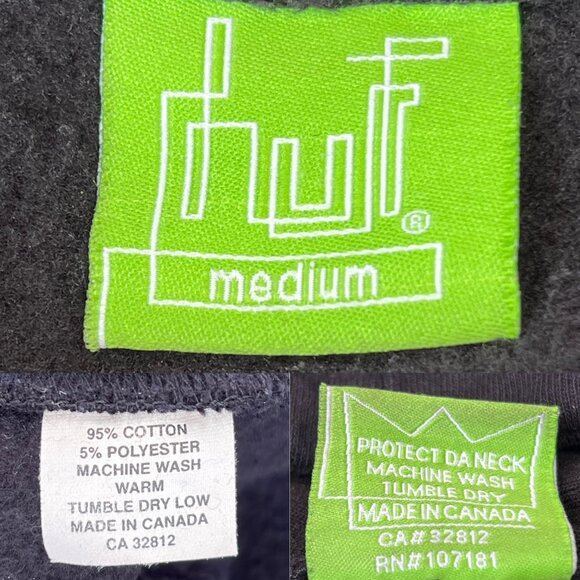 huf®
medium
95% COTTON
5% POLYESTER
MACHINE WASH
WARM
TUMBLE DRY LOW
MADE IN CANADA
CA 32812
PROTECT DA NECK
MACHINE WASH
TUMBLE DRY
MADE IN CANADA
CA# 32812
RN# 107181